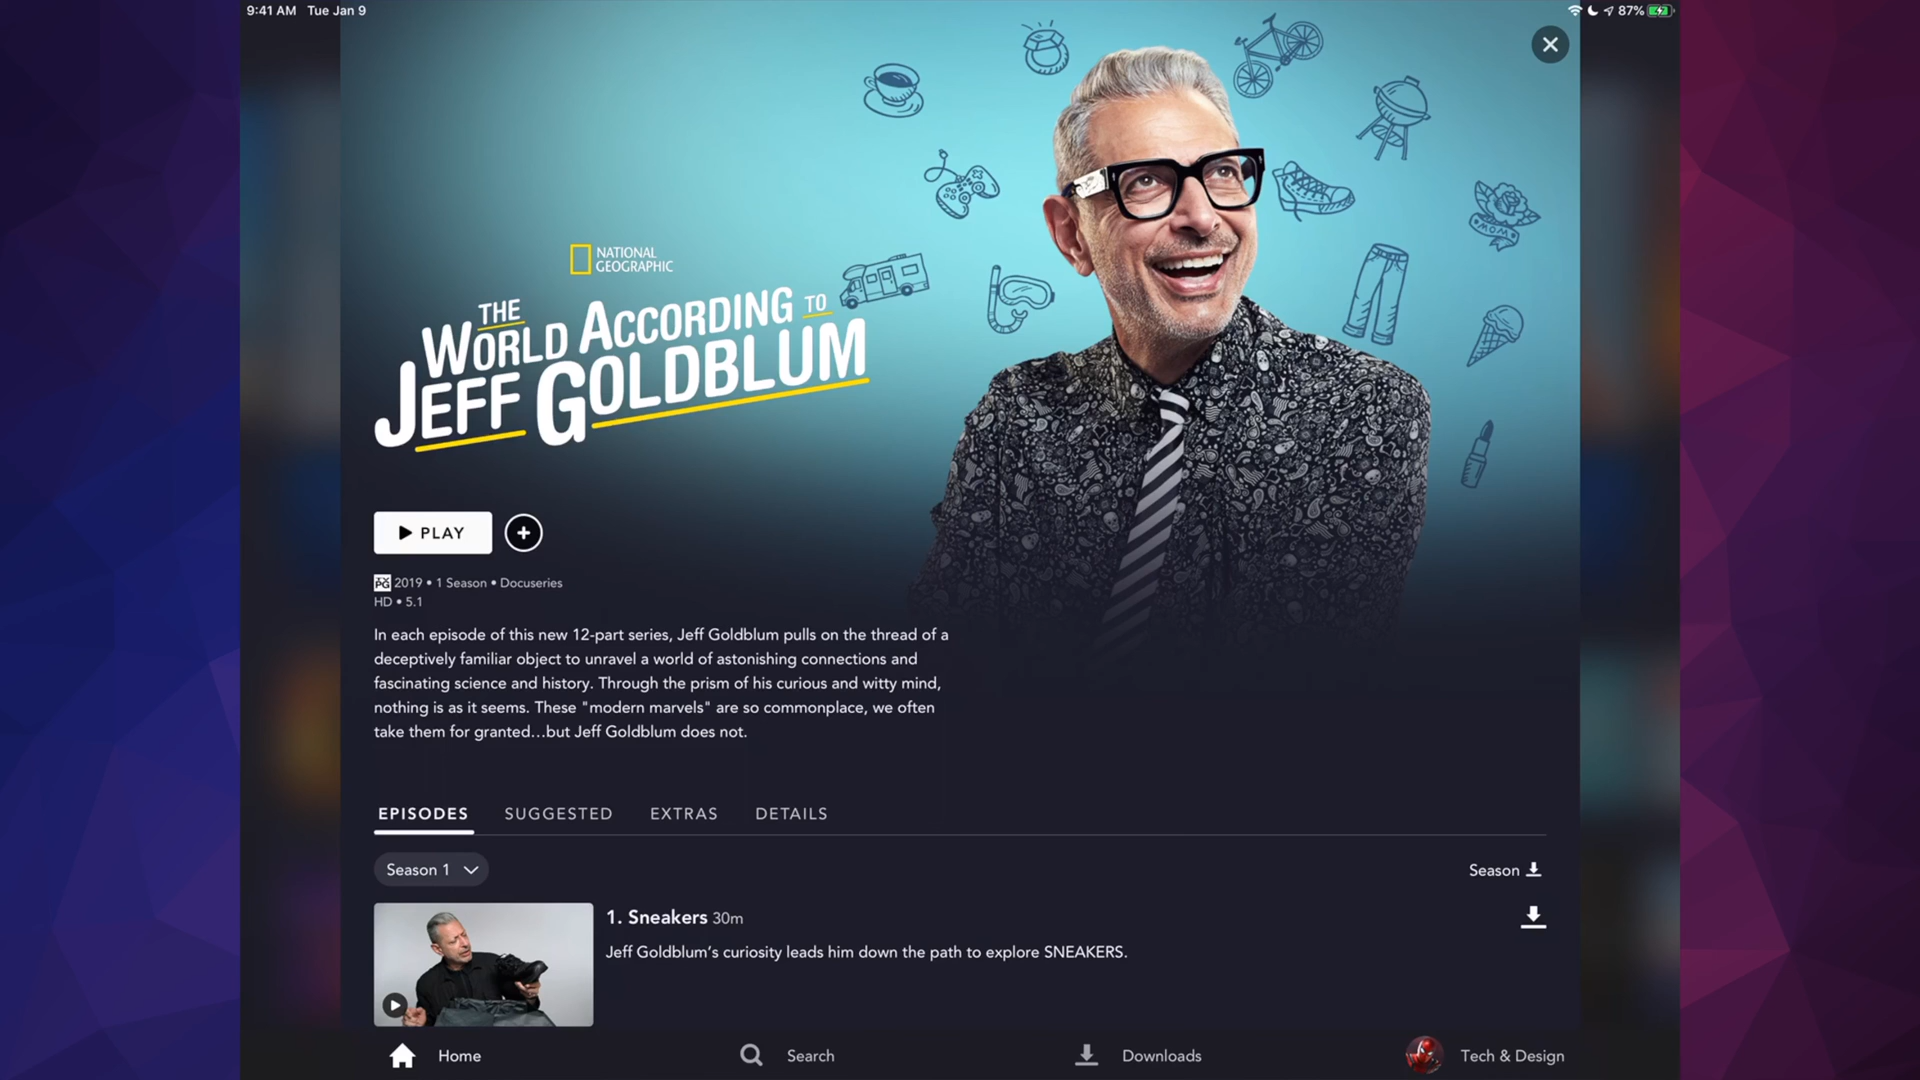 9:41 AM Tue Jan 9
87%
NATIONAL
GEOGRAPHIC
THE
WORLD ACCORDING TO
JEFF GOLDBLUM
MOM
PLAY
TV PG 2019 • 1 Season • Docuseries
HD • 5.1
In each episode of this new 12-part series, Jeff Goldblum pulls on the thread of a
deceptively familiar object to unravel a world of astonishing connections and
fascinating science and history. Through the prism of his curious and witty mind,
nothing is as it seems. These "modern marvels" are so commonplace, we often
take them for granted...but Jeff Goldblum does not.
EPISODES SUGGESTED EXTRAS DETAILS
Season 1
Season
1. Sneakers 30m
Jeff Goldblum's curiosity leads him down the path to explore SNEAKERS.
Home Search Downloads Tech & Design